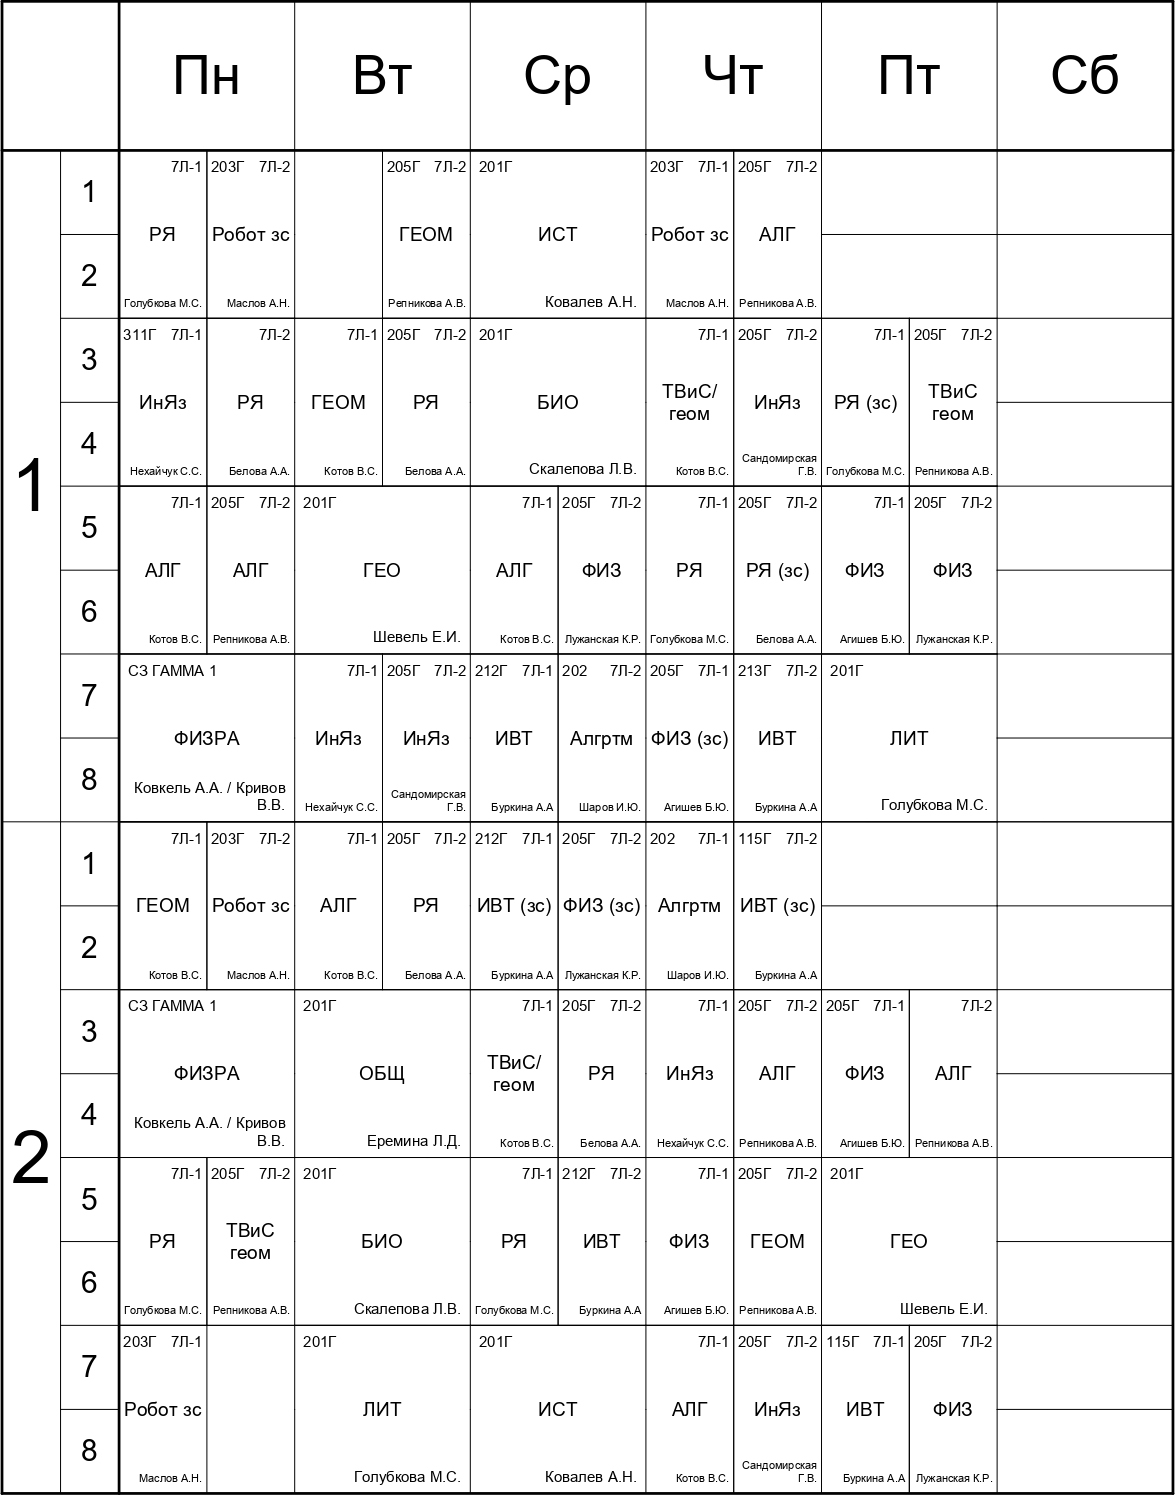 Пн Вт Ср Чт Пт Сб
1
1
7Л-1 203Г 7Л-2 205Г 7Л-2 201Г 203Г 7Л-1 205Г 7Л-2
РЯ Робот зс ГЕОМ ИСТ Робот зс АЛГ
2
Голубкова М.С. Маслов А.Н. Репникова А.В. Ковалев А.Н. Маслов А.Н. Репникова А.В.
3
311Г 7Л-1 7Л-2 7Л-1 205Г 7Л-2 201Г 7Л-1 205Г 7Л-2 7Л-1 205Г 7Л-2
ИнЯз РЯ ГЕОМ РЯ БИО ТВиС/ геом ИнЯз РЯ (зс) ТВиС геом
4
Нехайчук С.С. Белова А.А. Котов В.С. Белова А.А. Скалепова Л.В. Котов В.С. Сандомирская Г.В. Голубкова М.С. Репникова А.В.
5
7Л-1 205Г 7Л-2 201Г 7Л-1 205Г 7Л-2 7Л-1 205Г 7Л-2 7Л-1 205Г 7Л-2
АЛГ АЛГ ГЕО АЛГ ФИЗ РЯ РЯ (зс) ФИЗ ФИЗ
6
Котов В.С. Репникова А.В. Шевель Е.И. Котов В.С. Лужанская К.Р. Голубкова М.С. Белова А.А. Агишев Б.Ю. Лужанская К.Р.
7
СЗ ГАММА 1 7Л-1 205Г 7Л-2 212Г 7Л-1 202 7Л-2 205Г 7Л-1 213Г 7Л-2 201Г
ФИЗРА ИнЯз ИнЯз ИВТ Алгртм ФИЗ (зс) ИВТ ЛИТ
8
Ковкель А.А. / Кривов В.В. Нехайчук С.С. Сандомирская Г.В. Буркина А.А Шаров И.Ю. Агишев Б.Ю. Буркина А.А Голубкова М.С.
2
1
7Л-1 203Г 7Л-2 7Л-1 205Г 7Л-2 212Г 7Л-1 205Г 7Л-2 202 7Л-1 115Г 7Л-2
ГЕОМ Робот зс АЛГ РЯ ИВТ (зс) ФИЗ (зс) Алгртм ИВТ (зс)
2
Котов В.С. Маслов А.Н. Котов В.С. Белова А.А. Буркина А.А Лужанская К.Р. Шаров И.Ю. Буркина А.А
3
СЗ ГАММА 1 201Г 7Л-1 205Г 7Л-2 7Л-1 205Г 7Л-2 205Г 7Л-1 7Л-2
ФИЗРА ОБЩ ТВиС/ геом РЯ ИнЯз АЛГ ФИЗ АЛГ
4
Ковкель А.А. / Кривов В.В. Еремина Л.Д. Котов В.С. Белова А.А. Нехайчук С.С. Репникова А.В. Агишев Б.Ю. Репникова А.В.
5
7Л-1 205Г 7Л-2 201Г 7Л-1 212Г 7Л-2 7Л-1 205Г 7Л-2 201Г
РЯ ТВиС геом БИО РЯ ИВТ ФИЗ ГЕОМ ГЕО
6
Голубкова М.С. Репникова А.В. Скалепова Л.В. Голубкова М.С. Буркина А.А Агишев Б.Ю. Репникова А.В. Шевель Е.И.
7
203Г 7Л-1 201Г 201Г 7Л-1 205Г 7Л-2 115Г 7Л-1 205Г 7Л-2
Робот зс ЛИТ ИСТ АЛГ ИнЯз ИВТ ФИЗ
8
Маслов А.Н. Голубкова М.С. Ковалев А.Н. Котов В.С. Сандомирская Г.В. Буркина А.А Лужанская К.Р.